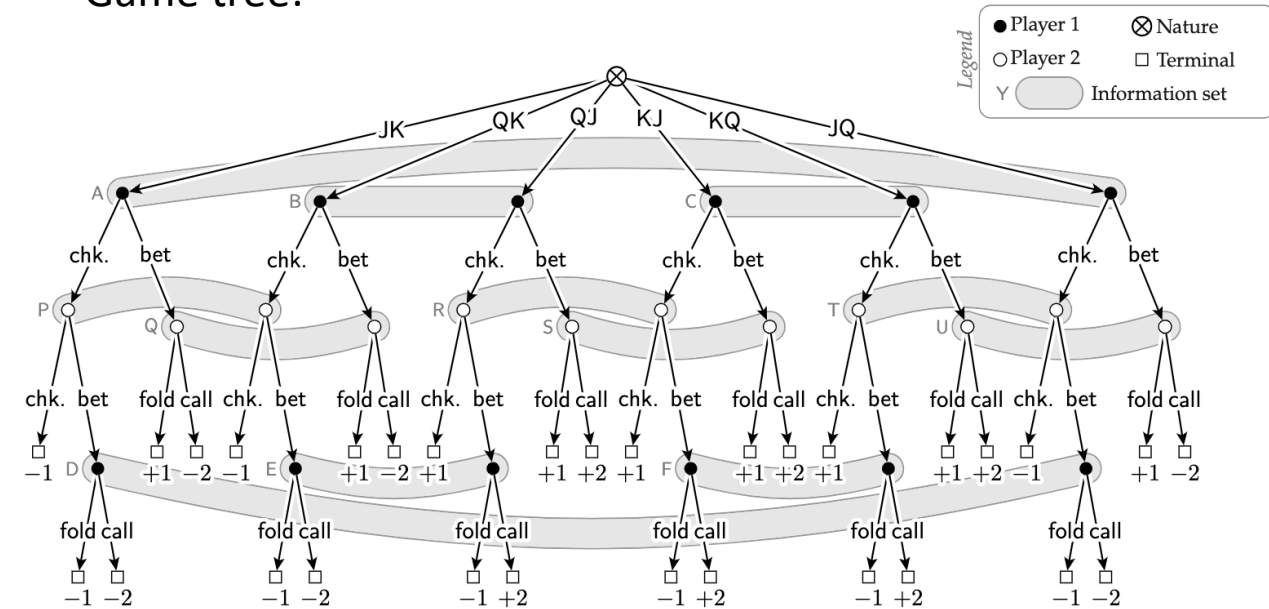 Game tree:
Legend
Player 1
Nature
Player 2
Terminal
Y
Information set
JK QK QJ KJ KQ JQ
A B C
chk. bet chk. bet chk. bet chk. bet chk. bet chk. bet
P Q R S T U
chk. bet fold call chk. bet fold call chk. bet fold call chk. bet fold call chk. bet fold call chk. bet fold call
−1 +1 −2 −1 +1 −2 +1 +1 +2 +1 +1 +2 +1 +1 +2 −1 +1 −2
D E F
fold call fold call fold call fold call fold call fold call
−1 −2 −1 −2 −1 +2 −1 +2 −1 +2 −1 −2